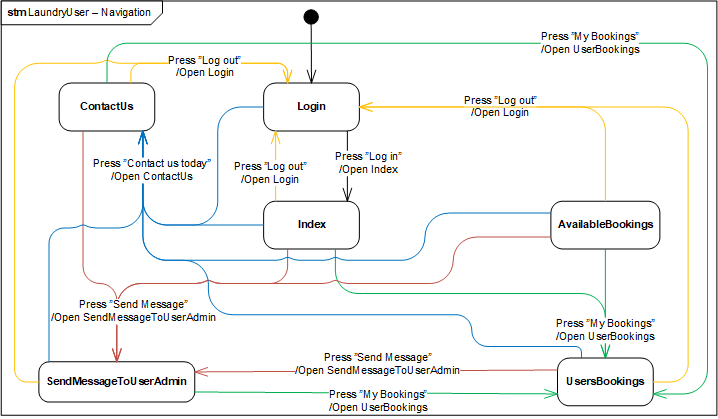 stm LaundryUser – Navigation
Press "My Bookings"
/Open UserBookings
Press "Log out"
/Open Login
ContactUs
Login
Press "Log out"
/Open Login
Press "Contact us today"
/Open ContactUs
Press "Log out"
/Open Login
Press "Log in"
/Open Index
Index
AvailableBookings
Press "Send Message"
/Open SendMessageToUserAdmin
Press "My Bookings"
/Open UserBookings
Press "Send Message"
/Open SendMessageToUserAdmin
SendMessageToUserAdmin
UsersBookings
Press "My Bookings"
/Open UserBookings